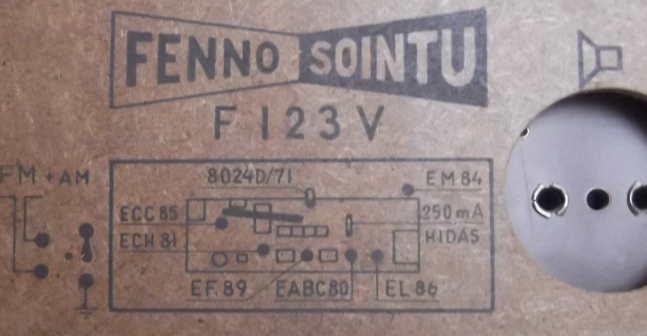 FENNO SOINTU
F 123 V
FM + AM
8024D/71
EM 84
ECC 85
250 mA
ECH 81
HIDAS
EF 89
EABC80
EL 86